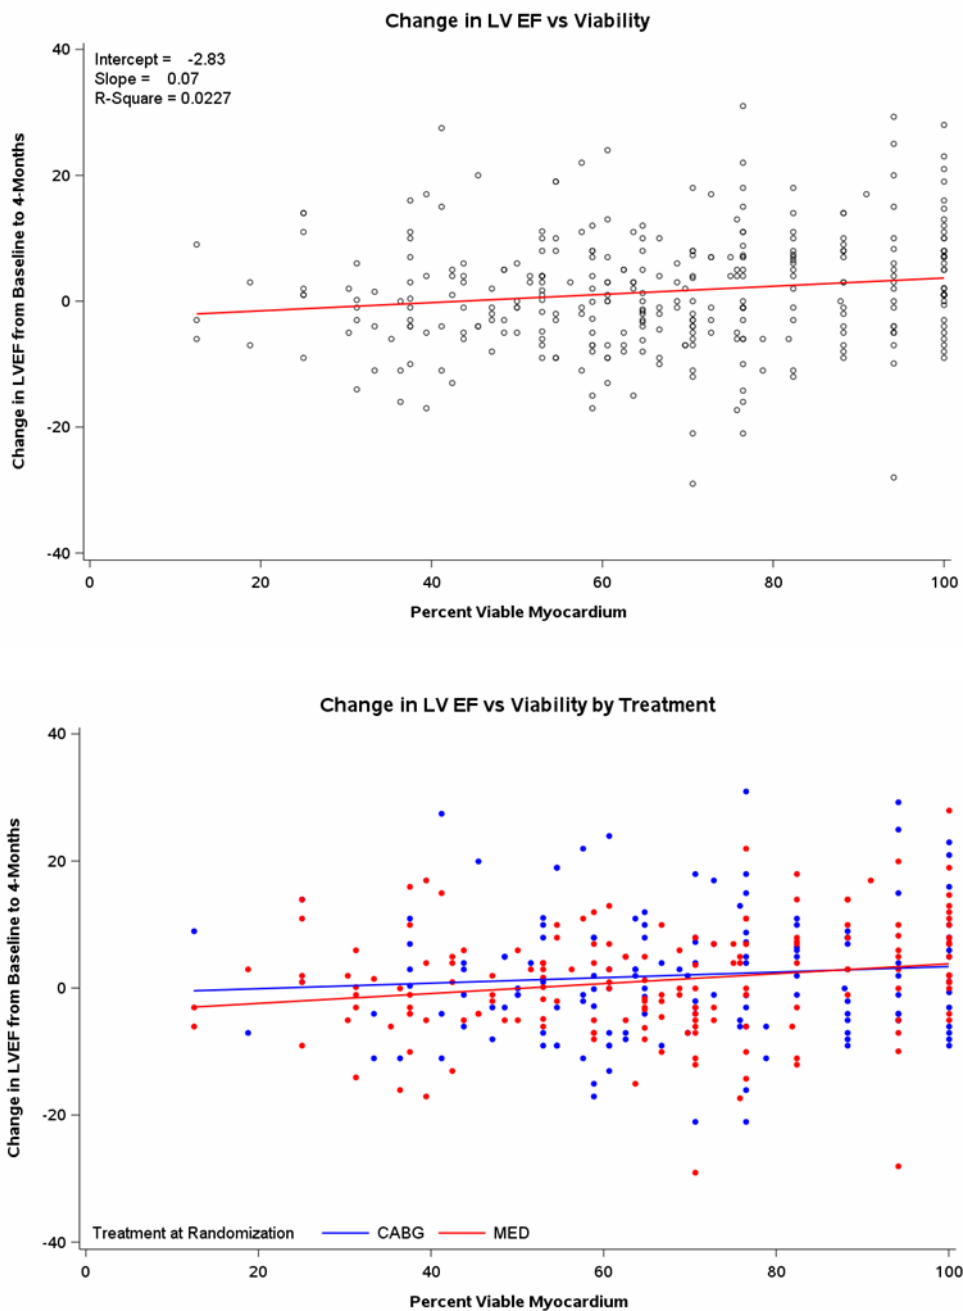 Change in LV EF vs Viability
Intercept = -2.83
Slope = 0.07
R-Square = 0.0227
Change in LVEF from Baseline to 4-Months
40
20
0
-20
-40
0 20 40 60 80 100
Percent Viable Myocardium
Change in LV EF vs Viability by Treatment
Change in LVEF from Baseline to 4-Months
40
20
0
-20
-40
Treatment at Randomization CABG MED
0 20 40 60 80 100
Percent Viable Myocardium